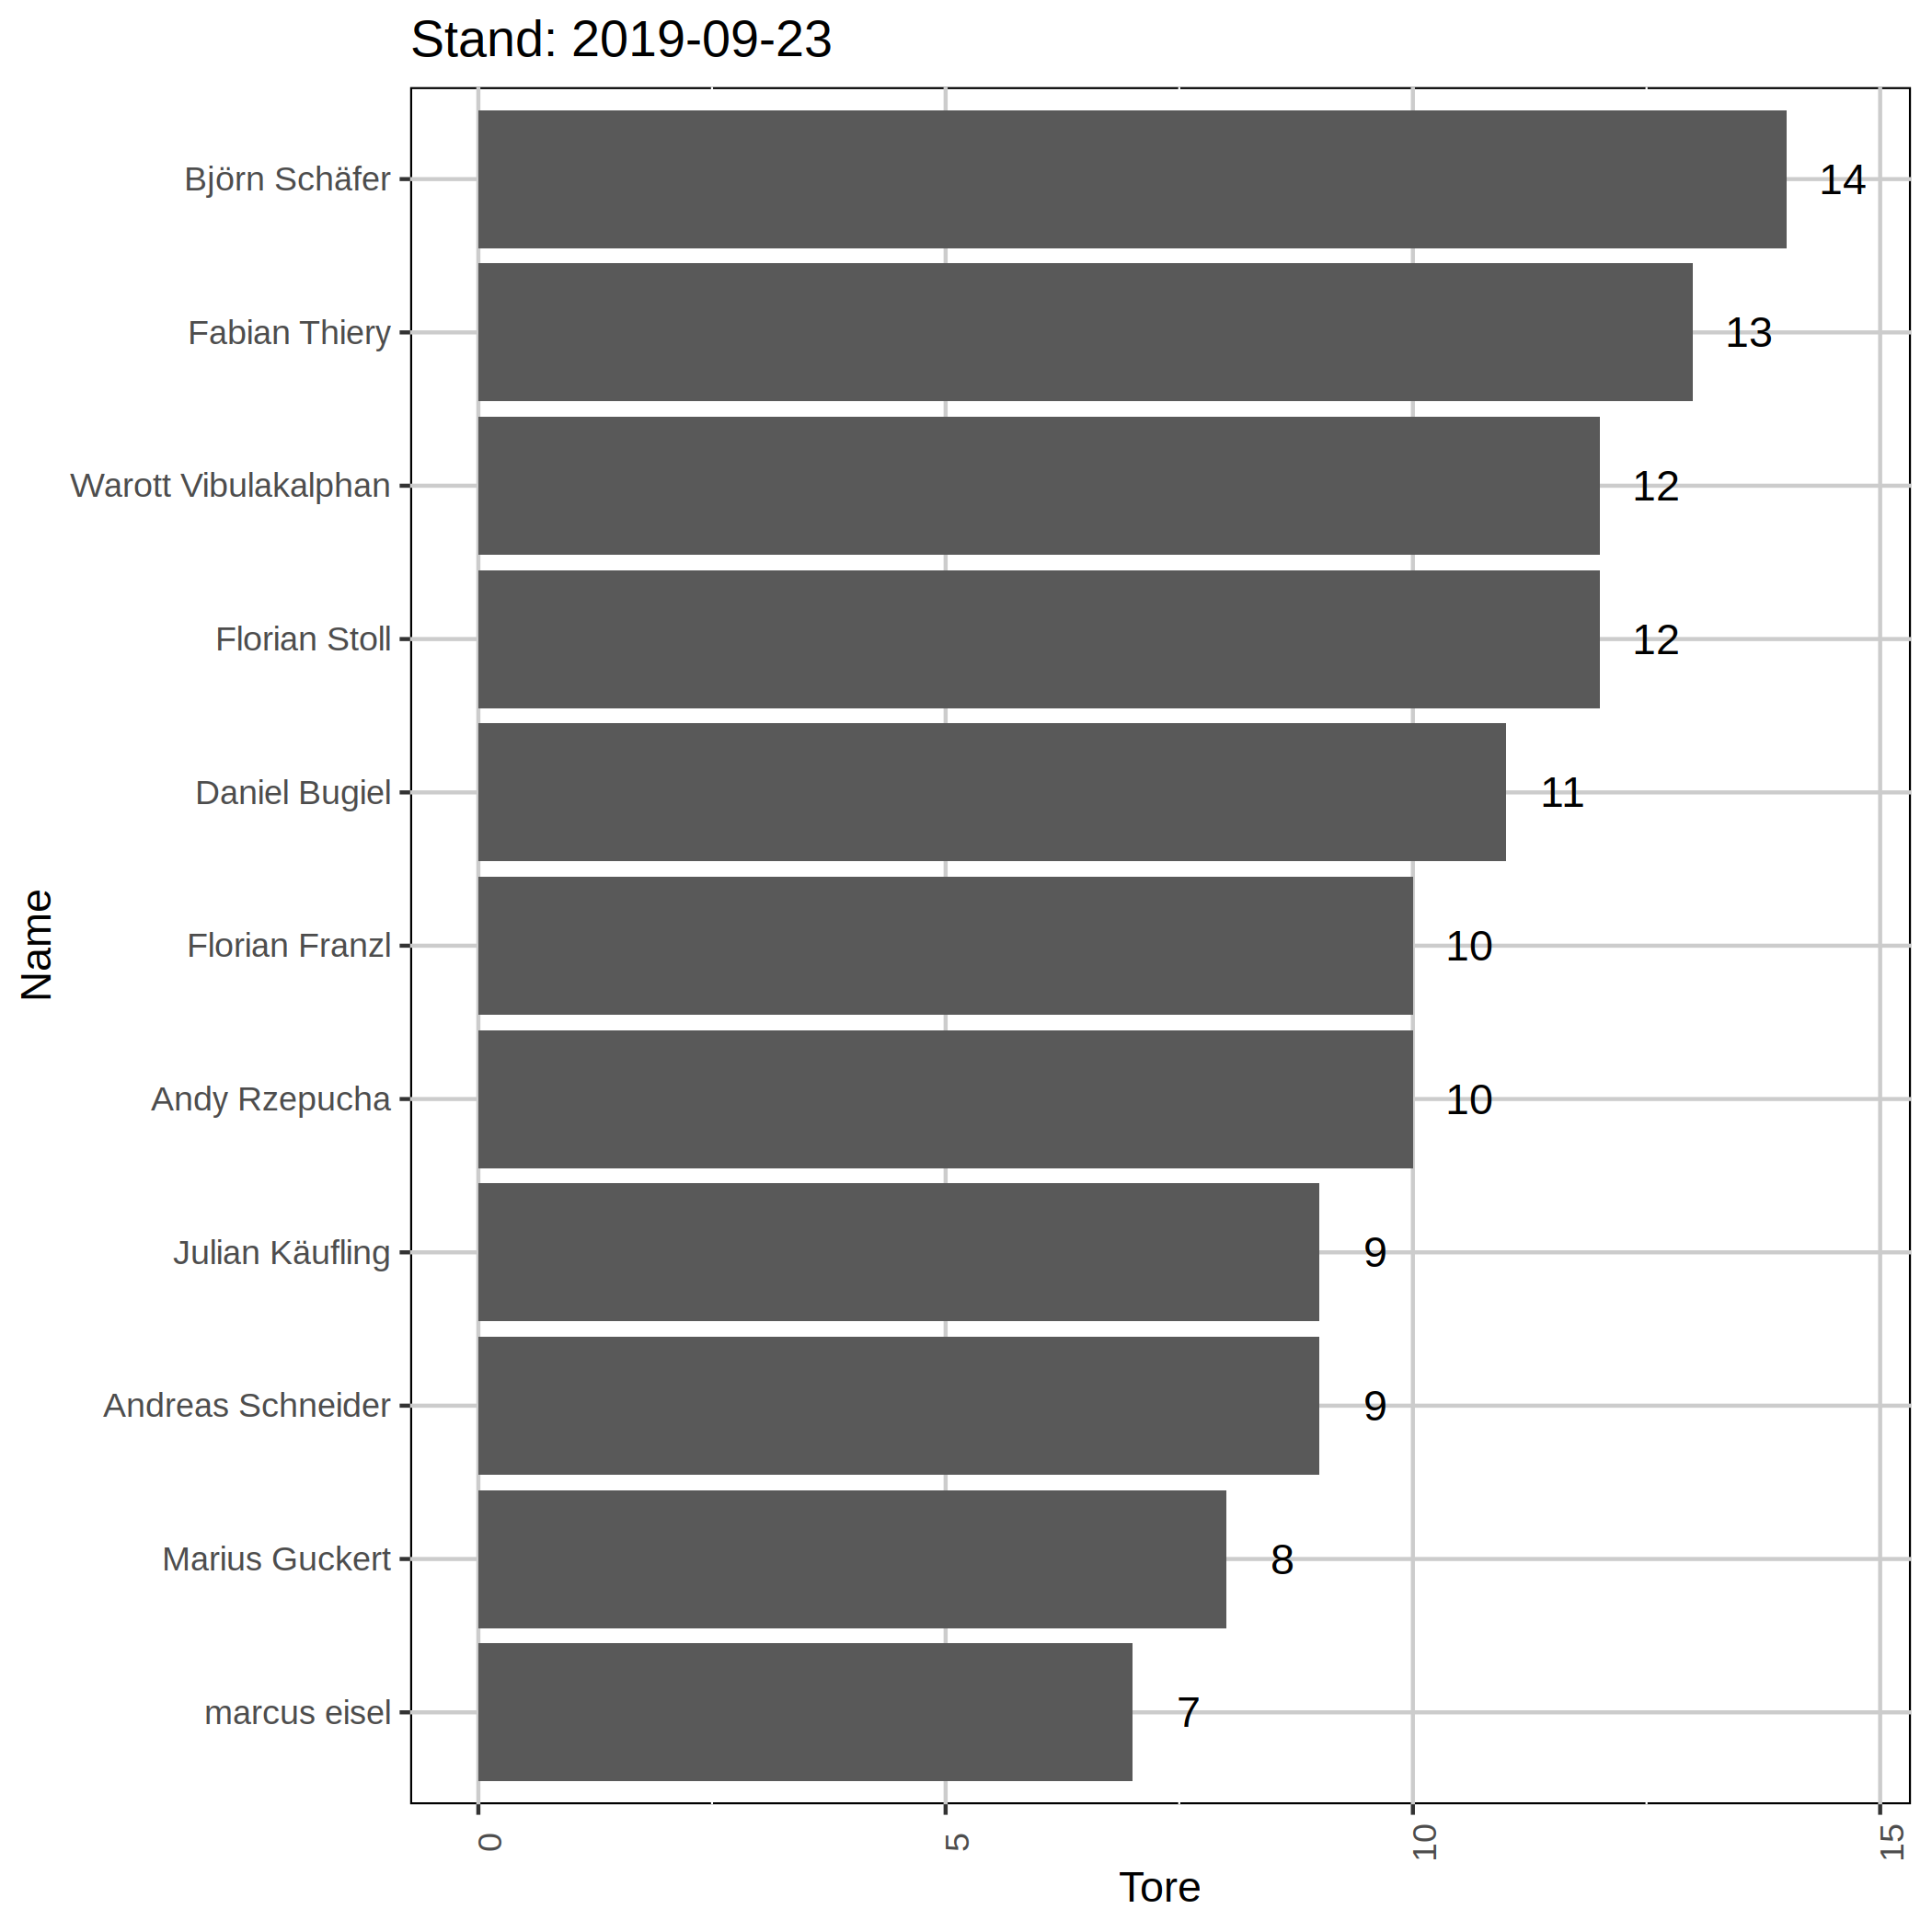 Stand: 2019-09-23
Björn Schäfer 14
Fabian Thiery 13
Warott Vibulakalphan 12
Florian Stoll 12
Daniel Bugiel 11
Florian Franzl 10
Andy Rzepucha 10
Julian Käufling 9
Andreas Schneider 9
Marius Guckert 8
marcus eisel 7
Name
0 5 10 15
Tore